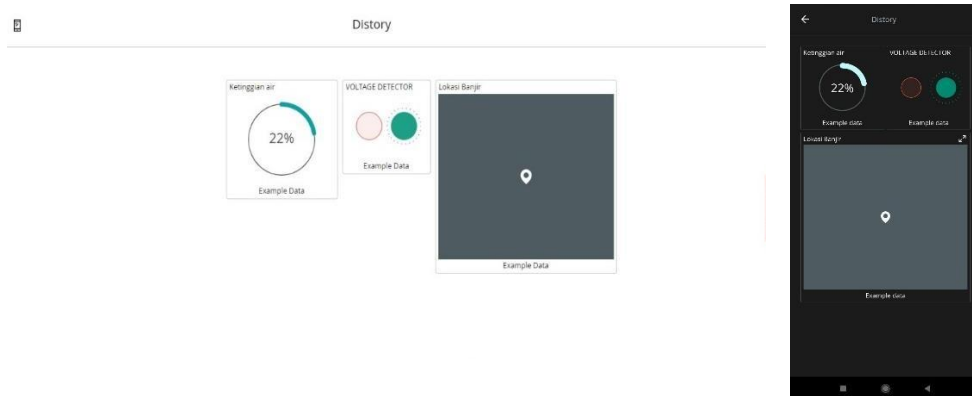 Distory
Ketinggian air
VOLTAGE DETECTOR
Lokasi Banjir
22%
Example Data
Example Data
Example Data
Distory
Ketinggian air
VOLTAGE DETECTOR
22%
Example data
Example data
Lokasi Banjir
Example data